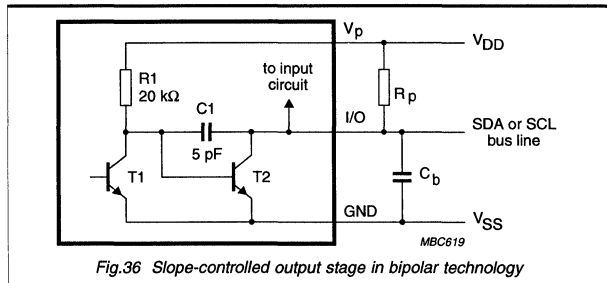 Vp
VDD
R1
20 kΩ
to input
circuit
Rp
C1
I/O
SDA or SCL
bus line
5 pF
T1
T2
Cb
GND
VSS
MBC619
Fig.36 Slope-controlled output stage in bipolar technology